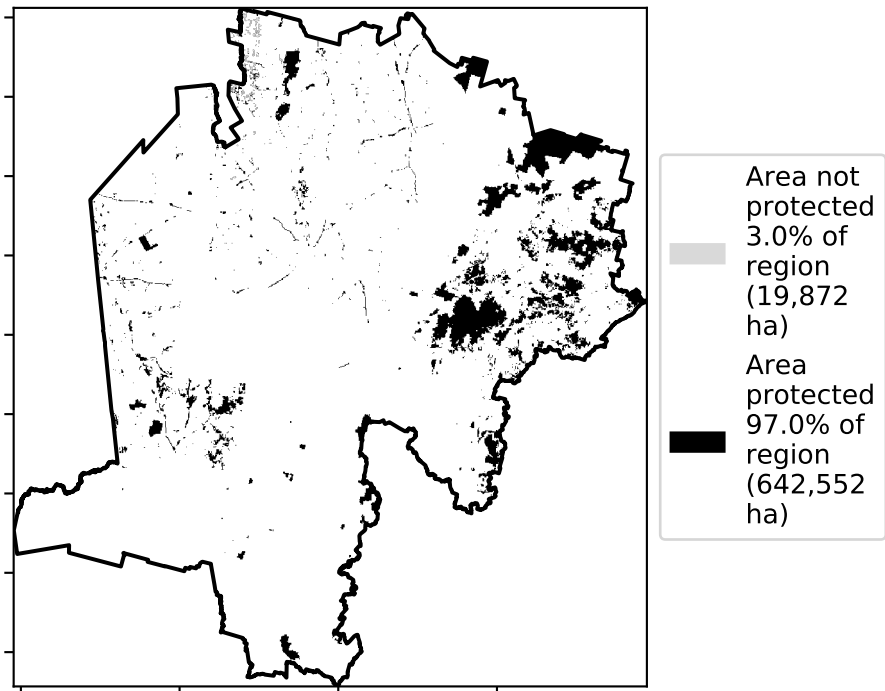 Area not
protected
3.0% of
region
(19,872
ha)
Area
protected
97.0% of
region
(642,552
ha)